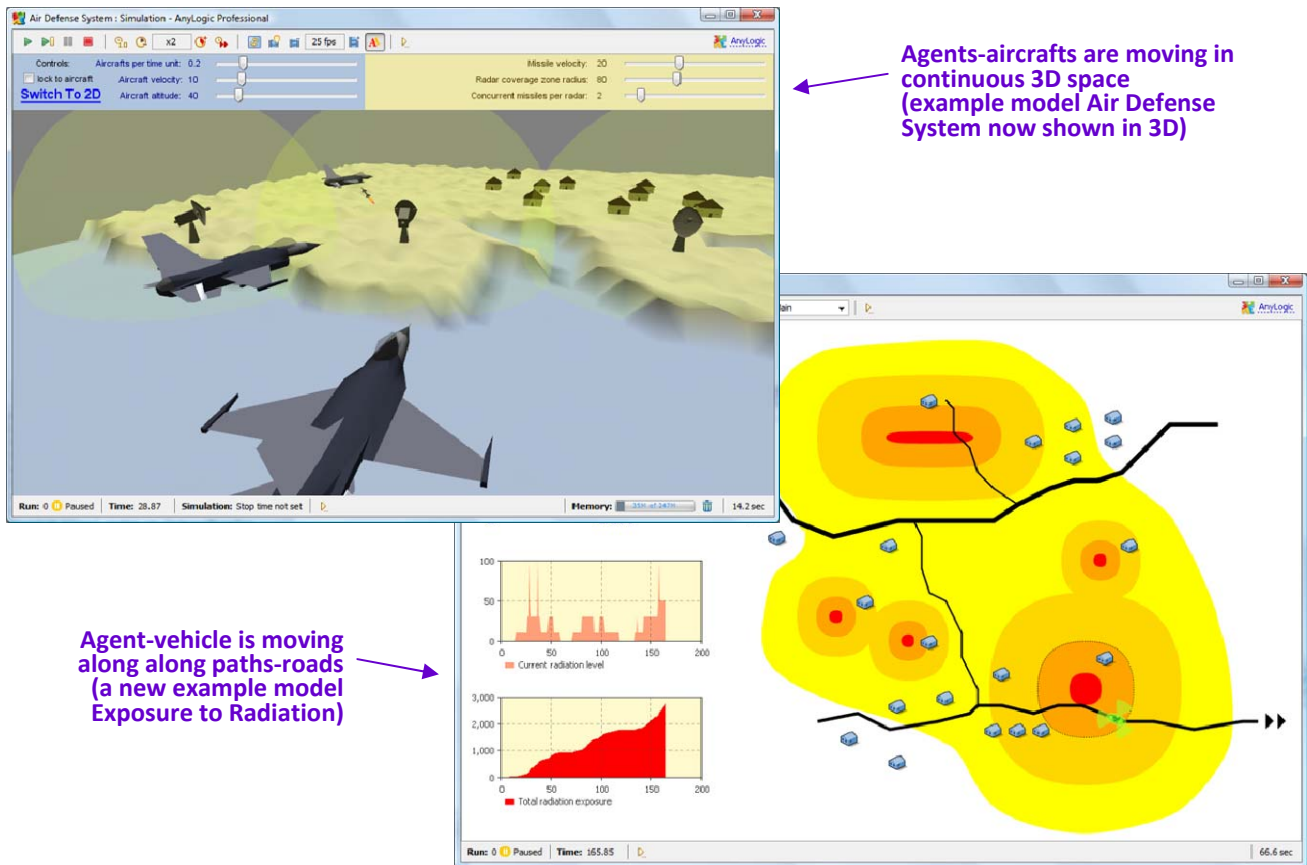 Air Defense System : Simulation - AnyLogic Professional
x2
25 fps
AnyLogic
Controls:
Aircrafts per time unit: 0.2
lock to aircraft
Aircraft velocity: 10
Switch To 2D
Aircraft altitude: 40
Missile velocity: 20
Radar coverage zone radius: 80
Concurrent missiles per radar: 2
Run: 0 Paused Time: 28.87 Simulation: Stop time not set
Memory:
14.2 sec
Agents-aircrafts are moving in
continuous 3D space
(example model Air Defense
System now shown in 3D)
AnyLogic
Agent-vehicle is moving
along along paths-roads
(a new example model
Exposure to Radiation)
100
50
0
0 50 100 150 200
Current radiation level
3,000
2,000
1,000
0
0 50 100 150 200
Total radiation exposure
Run: 0 Paused Time: 165.85
66.6 sec